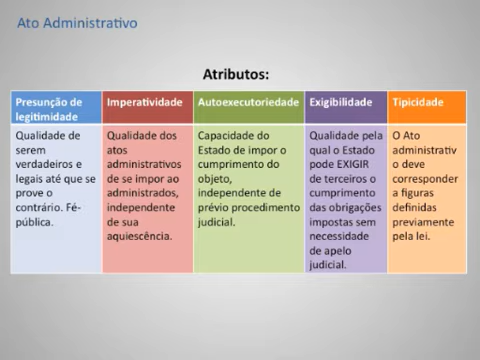 Ato Administrativo
Atributos:
Presunção de
legitimidade
Imperatividade
Autoexecutoriedade
Exigibilidade
Tipicidade
Qualidade de
serem
verdadeiros e
legais até que se
prove o
contrário. Fé-
pública.
Qualidade dos
atos
administrativos
de se impor ao
administrados,
independente
de sua
aquiescência.
Capacidade do
Estado de impor o
cumprimento do
objeto,
independente de
prévio procedimento
judicial.
Qualidade pela
qual o Estado
pode EXIGIR
de terceiros o
cumprimento
das obrigações
impostas sem
necessidade
de apelo
judicial.
O Ato
administrativ
o deve
corresponder
a figuras
definidas
previamente
pela lei.